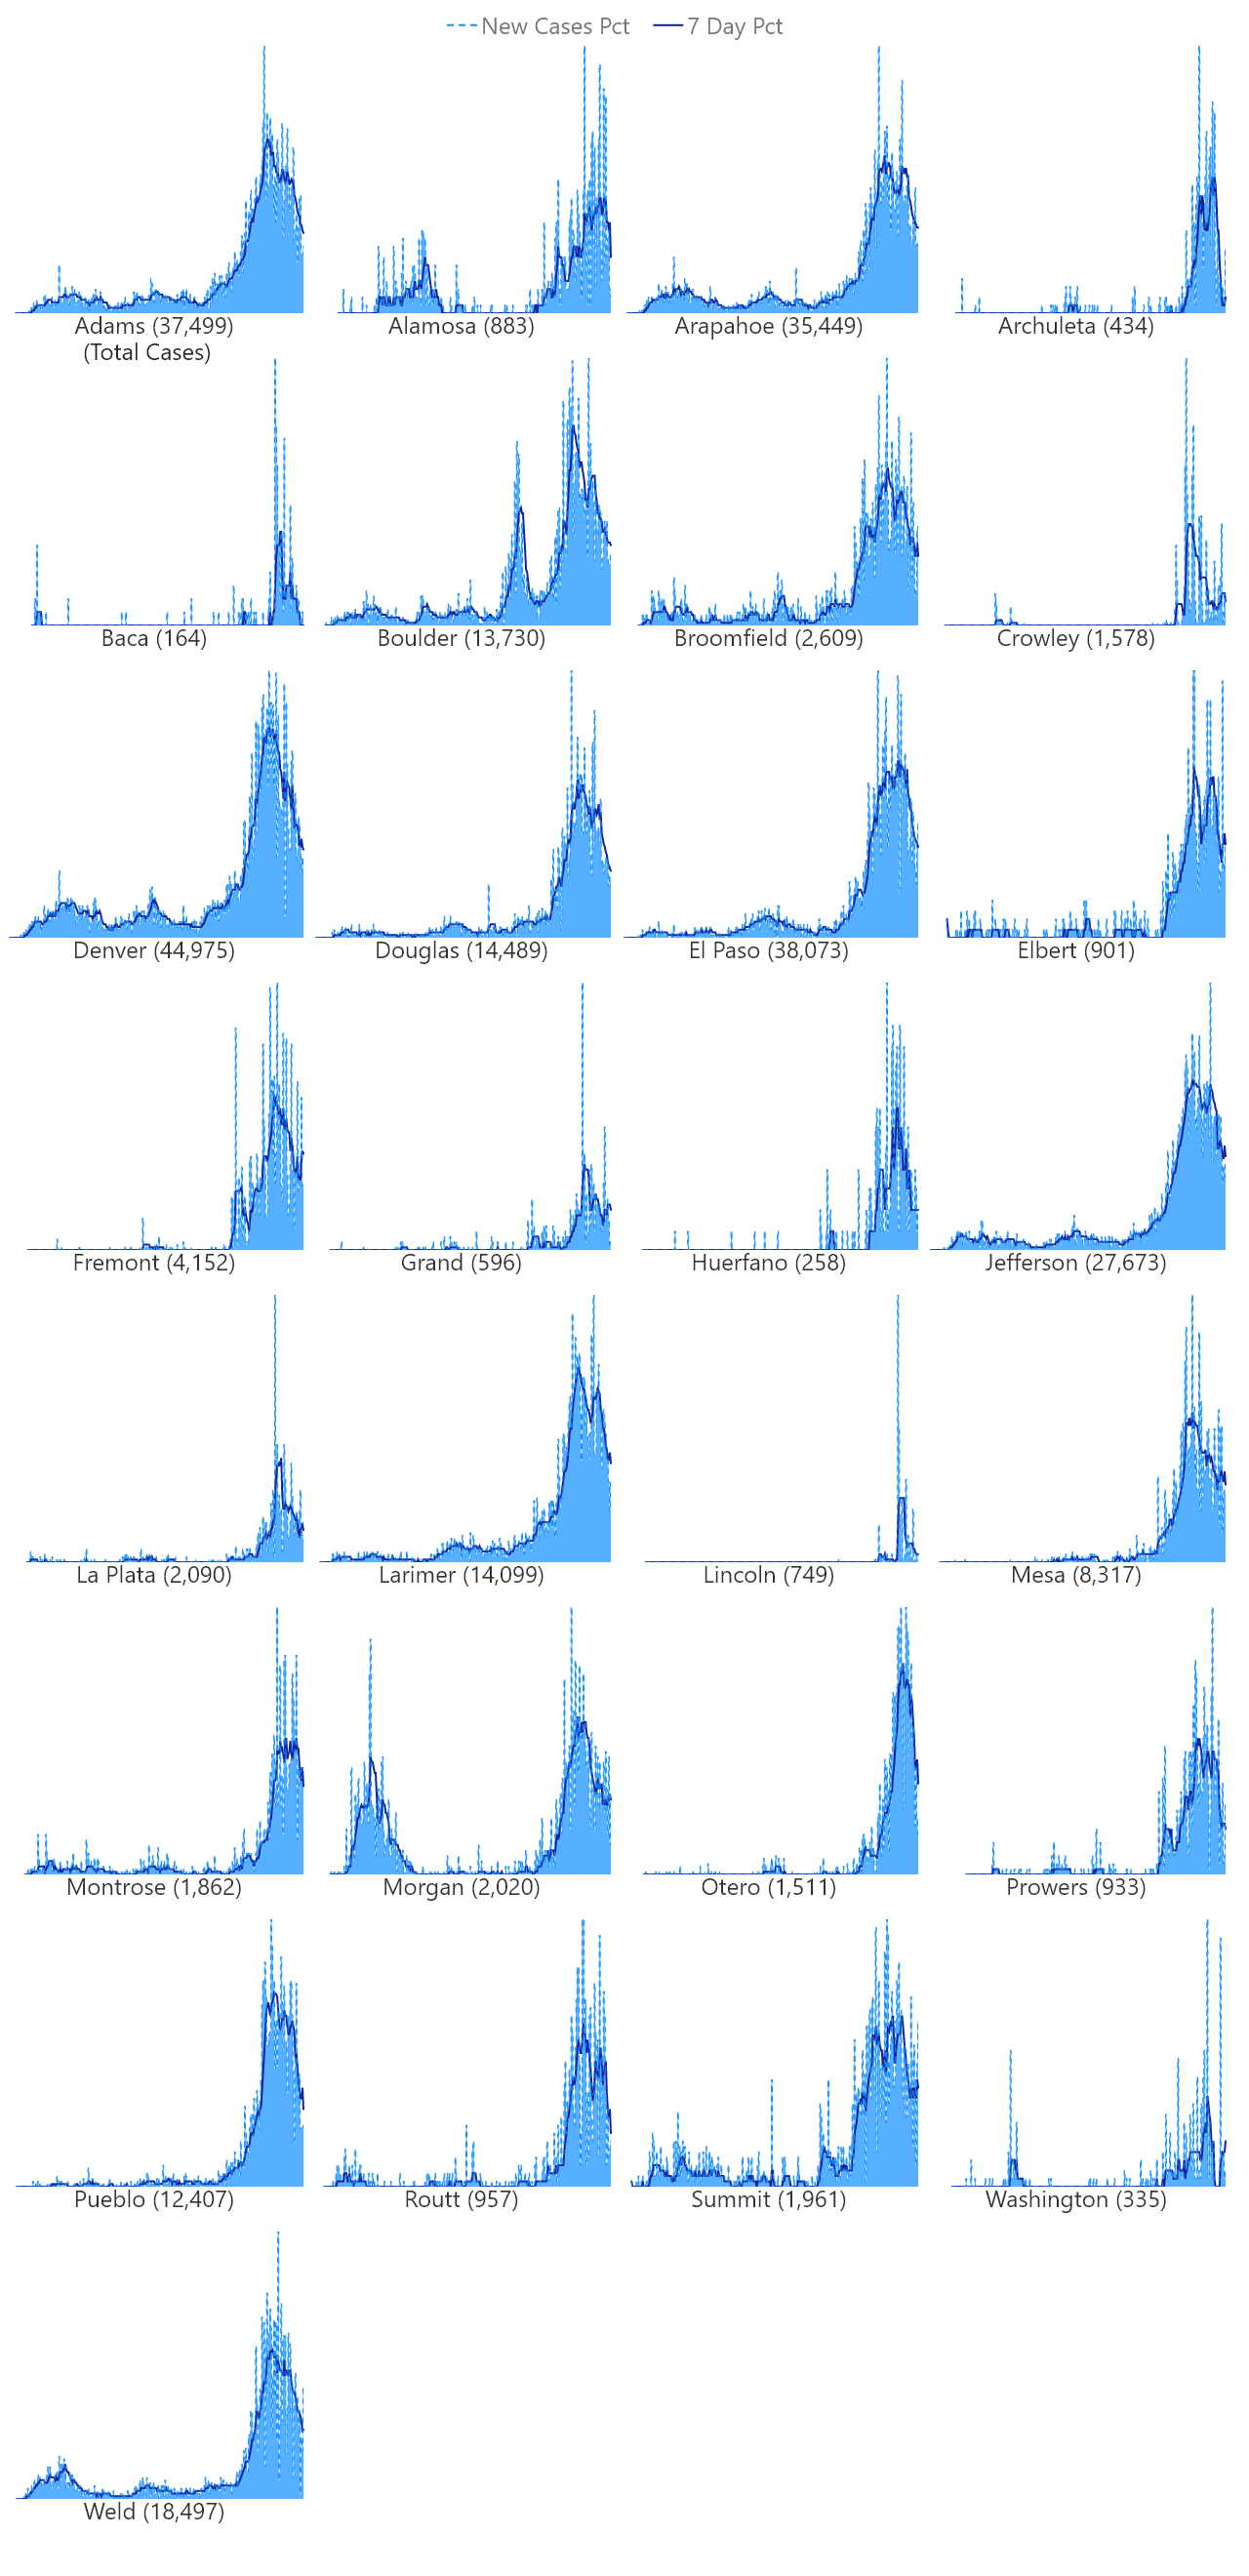 New Cases Pct 7 Day Pct
Adams (37,499) Alamosa (883) Arapahoe (35,449) Archuleta (434)
(Total Cases)
Baca (164) Boulder (13,730) Broomfield (2,609) Crowley (1,578)
Denver (44,975) Douglas (14,489) El Paso (38,073) Elbert (901)
Fremont (4,152) Grand (596) Huerfano (258) Jefferson (27,673)
La Plata (2,090) Larimer (14,099) Lincoln (749) Mesa (8,317)
Montrose (1,862) Morgan (2,020) Otero (1,511) Prowers (933)
Pueblo (12,407) Routt (957) Summit (1,961) Washington (335)
Weld (18,497)